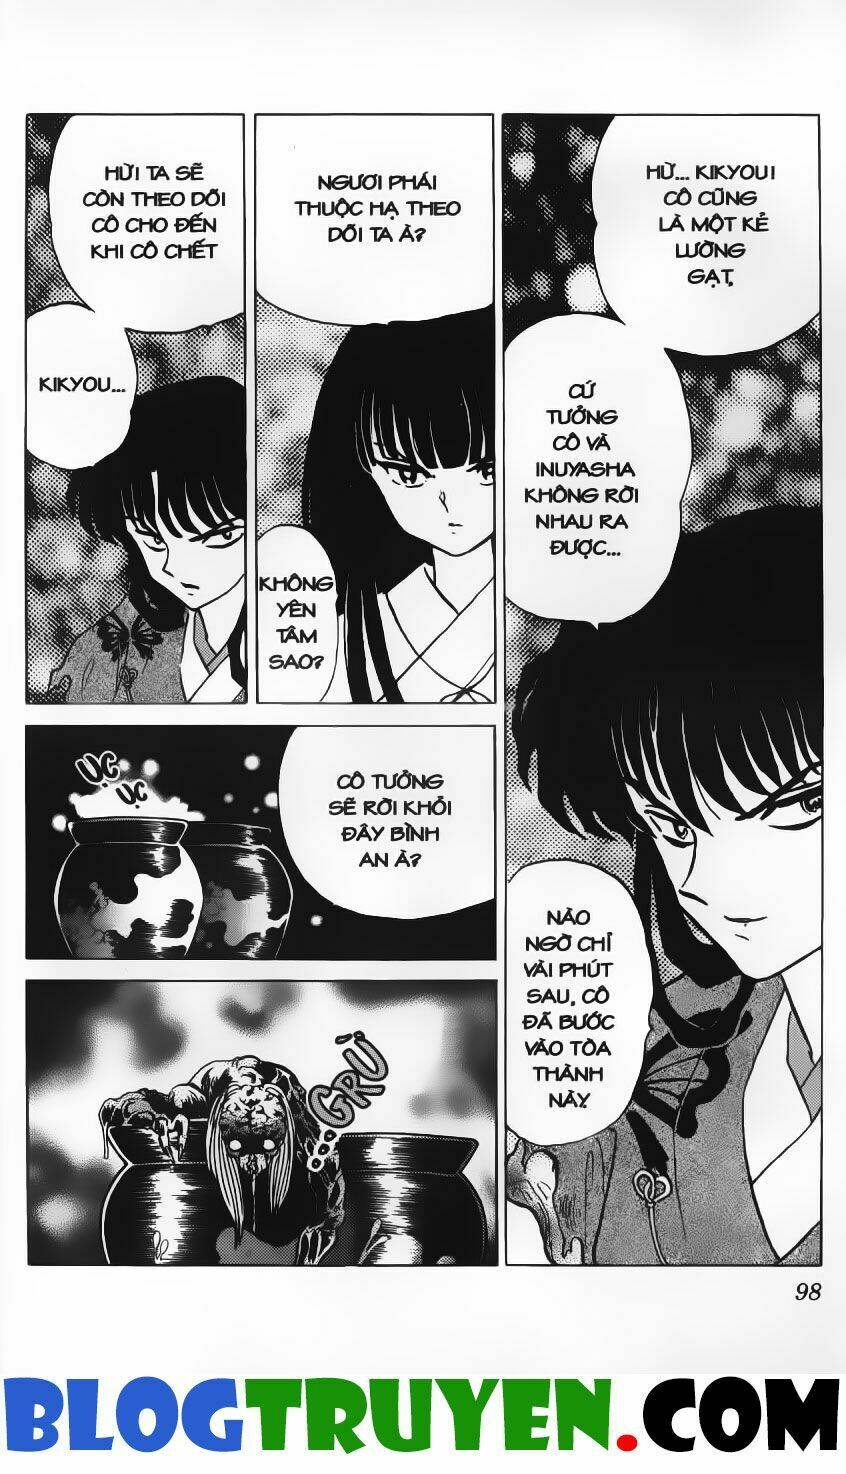 HỪ... KIKYOU!
CÔ CŨNG
LÀ MỘT KẺ
LƯỜNG
GẠT,
CỨ
TƯỞNG
CÔ VÀ
INUYASHA
KHÔNG RỜI
NHAU RA
ĐƯỢC...
NÀO
NGỜ CHỈ
VÀI PHÚT
SAU, CÔ
ĐÃ BƯỚC
VÀO TÒA
THÀNH
NÀY.
NGƯƠI PHÁI
THUỘC HẠ THEO
DÕI TA À?
KHÔNG
YÊN
TÂM
SAO?
HỪ! TA SẼ
CÒN THEO DÕI
CÔ CHO ĐẾN
KHI CÔ CHẾT
KIKYOU...
CÔ TƯỞNG
SẼ RỜI KHỎI
ĐÂY BÌNH
AN À?
ỤC
ỤC
GRỪ...
98
BLOGTRUYEN.COM